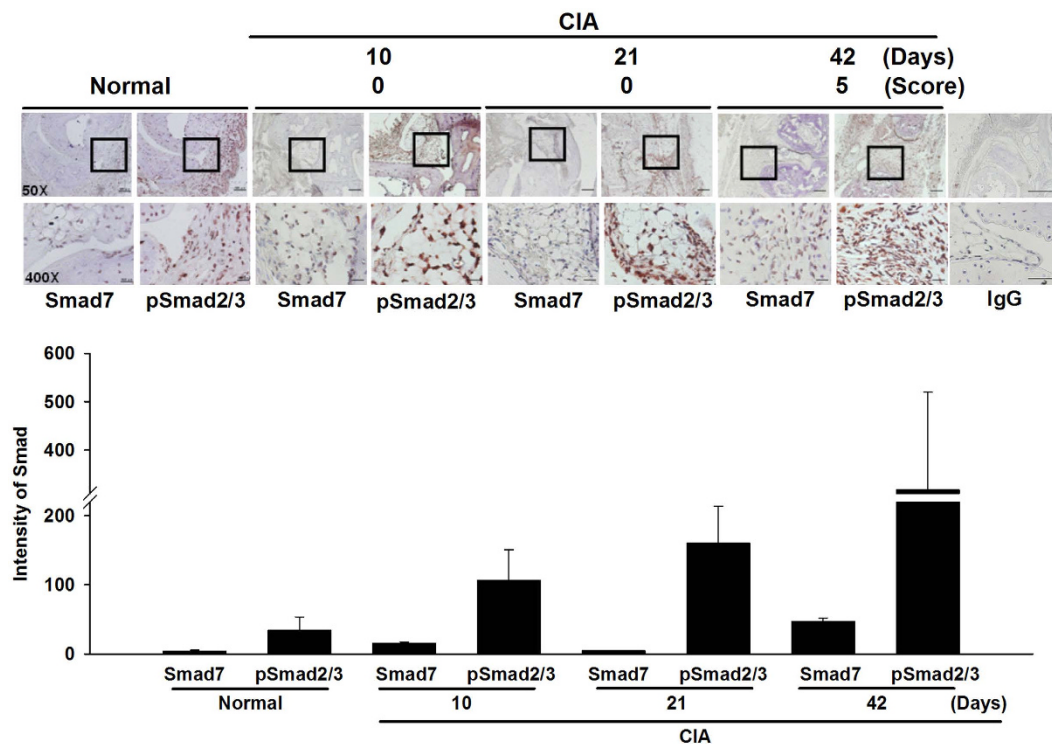 CIA
10 21 42 (Days)
Normal 0 0 5 (Score)
50X
400X
Smad7 pSmad2/3 Smad7 pSmad2/3 Smad7 pSmad2/3 Smad7 pSmad2/3 IgG
600
500
400
300
200
100
0
Intensity of Smad
Smad7 pSmad2/3 Smad7 pSmad2/3 Smad7 pSmad2/3 Smad7 pSmad2/3
Normal 10 21 42 (Days)
CIA